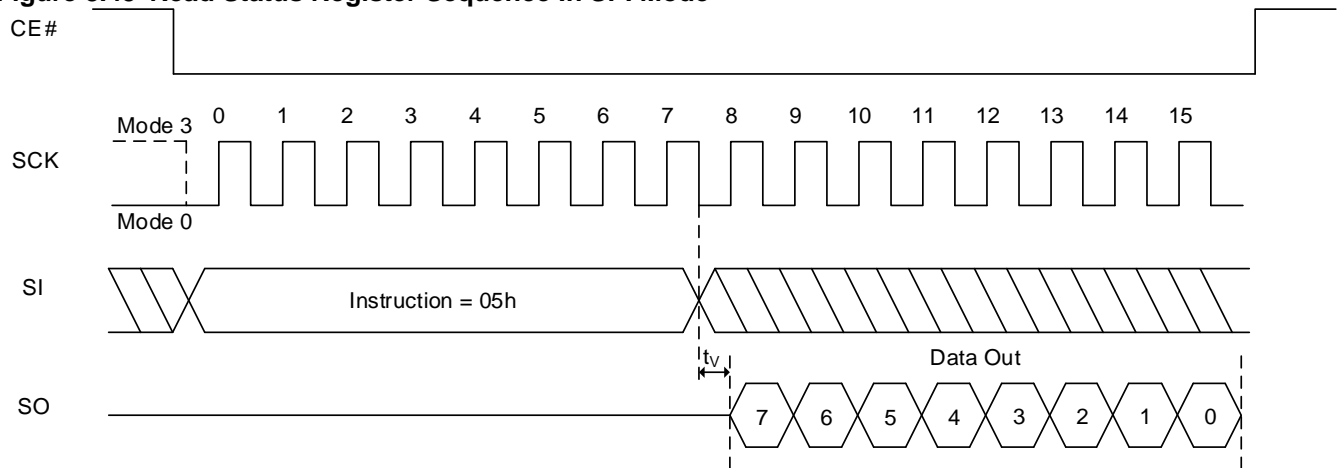 CE#
Mode 3
0 1 2 3 4 5 6 7 8 9 10 11 12 13 14 15
SCK
Mode 0
SI
Instruction = 05h
tV
Data Out
SO
7 6 5 4 3 2 1 0